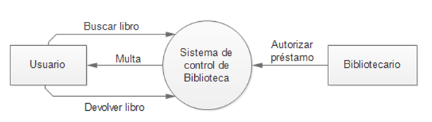 Buscar libro
Usuario
Multa
Devolver libro
Sistema de
control de
Biblioteca
Autorizar
préstamo
Bibliotecario